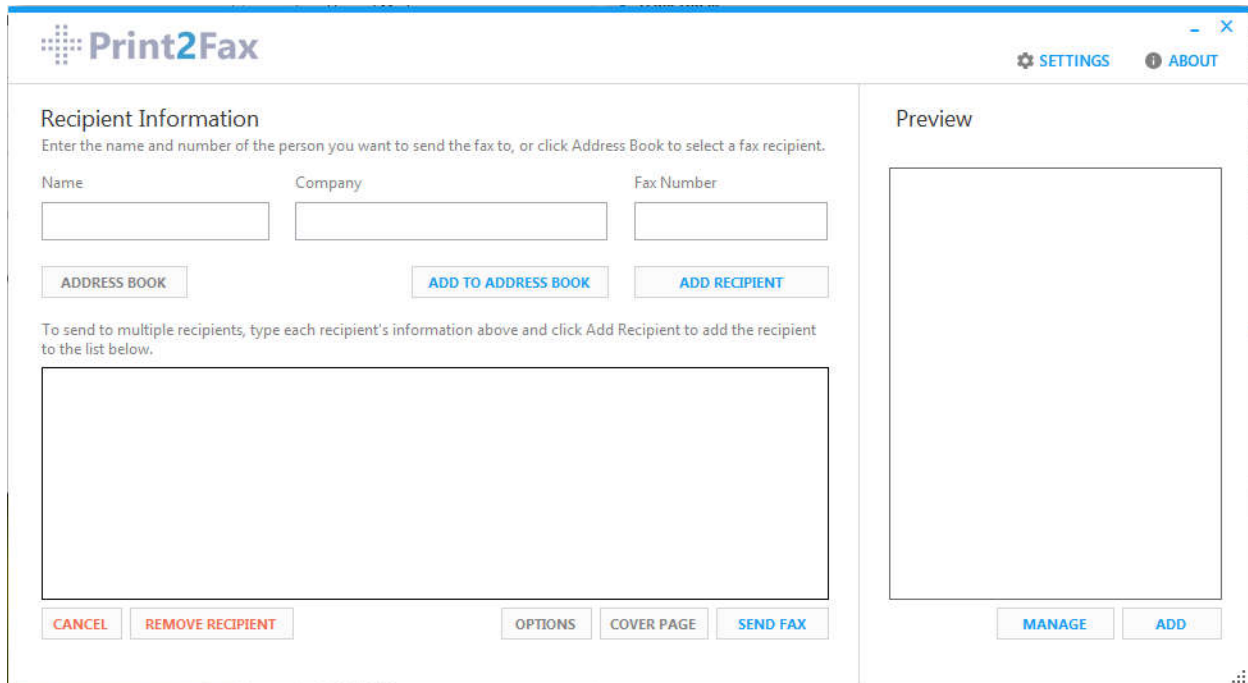 Print2Fax
SETTINGS
ABOUT
Recipient Information
Enter the name and number of the person you want to send the fax to, or click Address Book to select a fax recipient.
Name
Company
Fax Number
ADDRESS BOOK
ADD TO ADDRESS BOOK
ADD RECIPIENT
To send to multiple recipients, type each recipient's information above and click Add Recipient to add the recipient
to the list below.
CANCEL
REMOVE RECIPIENT
OPTIONS
COVER PAGE
SEND FAX
Preview
MANAGE
ADD